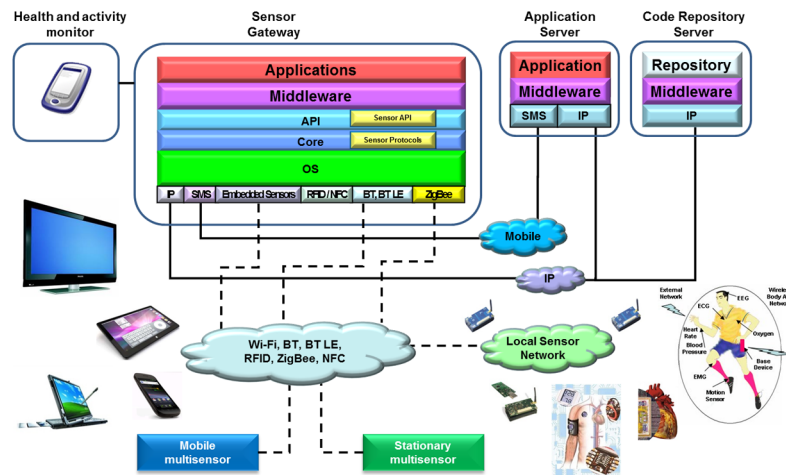 Health and activity
monitor
Sensor
Gateway
Application
Server
Code Repository
Server
Applications
Middleware
API
Sensor API
Core
Sensor Protocols
OS
IP
SMS
Embedded Sensors
RFID / NFC
BT, BT LE
ZigBee
Application
Middleware
SMS
IP
Repository
Middleware
IP
Mobile
IP
Wi-Fi, BT, BT LE,
RFID, ZigBee, NFC
Local Sensor
Network
Mobile
multisensor
Stationary
multisensor
External
Network
Body A
Network
ECG
EEG
Heart
Rate
Blood
Pressure
Oxygen
Base
Device
EMG
Motion
Sensor